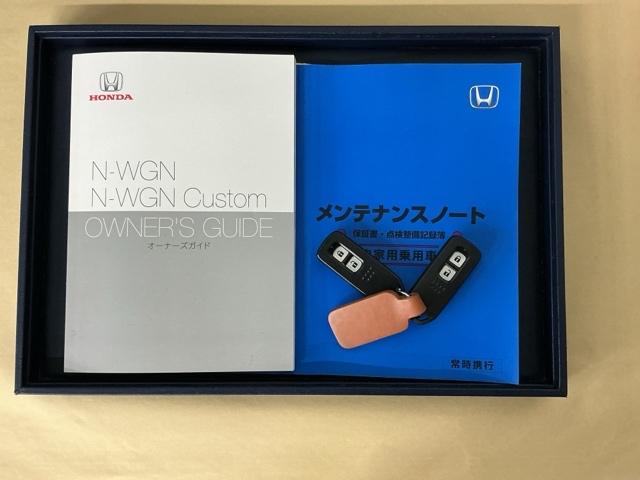 HONDA
N-WGN
N-WGN Custom
OWNER'S GUIDE
オーナーズガイド
メンテナンスノート
保証書・点検整備記録簿
家用乗用車
常時携行